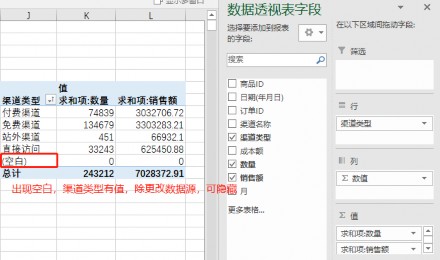 J K L
值
渠道类型 求和项:数量 求和项:销售额
付费渠道 74839 3032706.72
免费渠道 134679 3303283.21
站外渠道 451 66932.1
直接访问 33243 625450.88
(空白) 0 0
总计 243212 7028372.91
出现空白，渠道类型有值，除更改数据源，可隐藏
数据透视表字段
选择要添加到报表的字段:
搜索
商品ID
日期(年月日)
订单ID
渠道名称
渠道类型
成本额
数量
销售额
月
更多表格...
在以下区域间拖动字段:
筛选
行
渠道类型
列
Σ 数值
Σ 值
求和项:数量
求和项:销售额